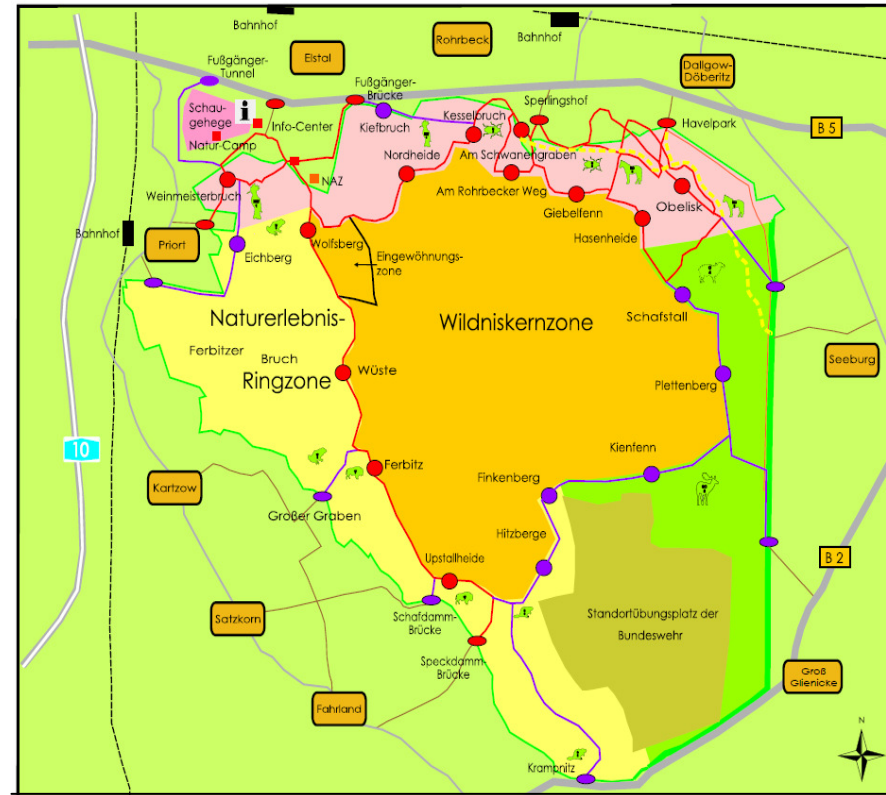 Bahnhof
Elstal
Rohrbeck
Bahnhof
Dallgow-
Döberitz
Fußgänger-
Tunnel
Fußgänger-
Brücke
Sperlingshof
Havelpark
B 5
Schau-
gehege
i
Info-Center
Natur-Camp
Kiefbruch
Kesselbruch
Nordheide
Am Schwanengraben
NAZ
Weinmeisterbruch
Am Rohrbecker Weg
Giebelfenn
Obelisk
Hasenheide
Bahnhof
Priort
Eichberg
Wolfsberg
Eingewöhnungs-
zone
Naturerlebnis-
Ringzone
Ferbitzer
Bruch
Wildniskernzone
Schafstall
Seeburg
Wüste
Plettenberg
10
Ferbitz
Kienfenn
Finkenberg
Kartzow
Großer Graben
Hitzberge
B 2
Upstallheide
Schafdamm-
Brücke
Satzkorn
Standortübungsplatz der
Bundeswehr
Speckdamm-
Brücke
Groß
Glienicke
Fahrland
N
Krampnitz